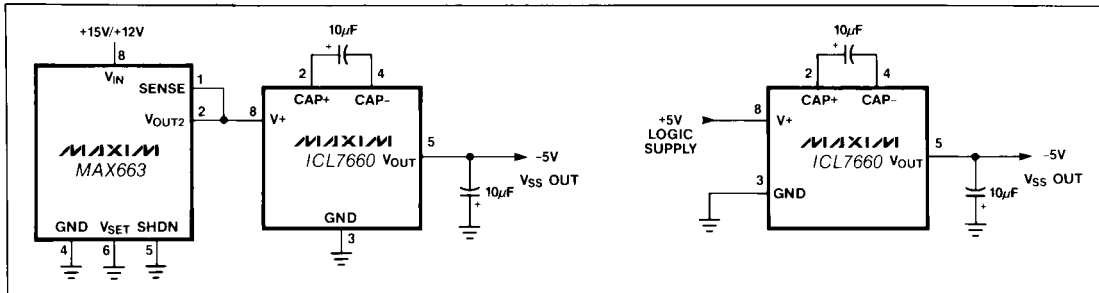 +15V/+12V
8
VIN
SENSE
1
VOUT2
2
MAXIM
MAX663
GND
VSET
SHDN
4
6
5
10µF
+
2
4
CAP+
CAP-
8
V+
MAXIM
ICL7660
VOUT
5
-5V
VSS OUT
10µF
+
GND
3
10µF
+
2
4
CAP+
CAP-
8
+5V
LOGIC
SUPPLY
V+
MAXIM
ICL7660
VOUT
5
-5V
VSS OUT
3
GND
10µF
+